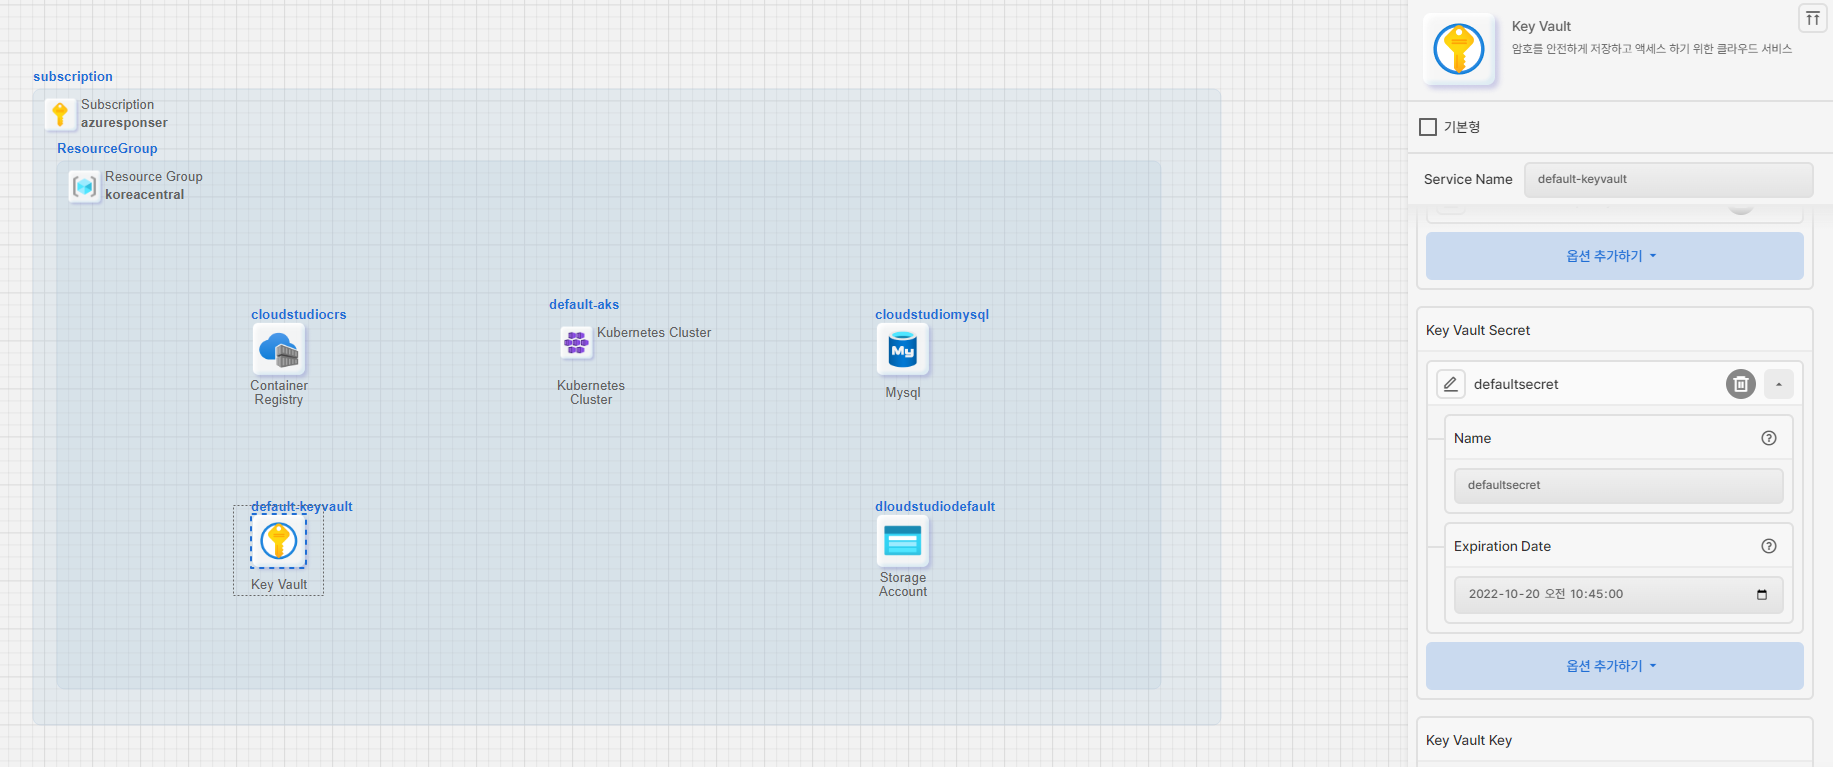 subscription
Subscription
azuresponser
ResourceGroup
Resource Group
koreacentral
cloudstudiocrs
Container
Registry
default-aks
Kubernetes Cluster
Kubernetes
Cluster
cloudstudiomysql
My
Mysql
default-keyvault
Key Vault
dloudstudiodefault
Storage
Account
Key Vault
암호를 안전하게 저장하고 액세스 하기 위한 클라우드 서비스
기본형
Service Name
default-keyvault
옵션 추가하기
Key Vault Secret
defaultsecret
Name
defaultsecret
Expiration Date
2022-10-20 오전 10:45:00
옵션 추가하기
Key Vault Key